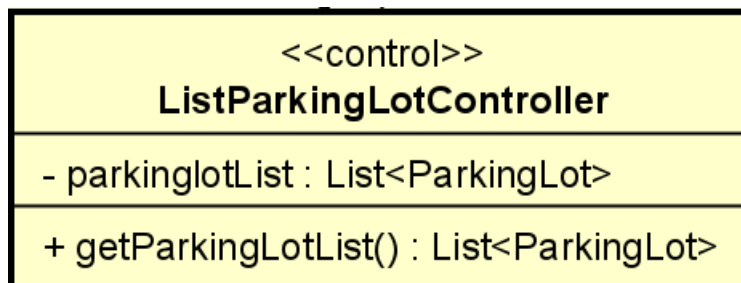 <<control>>
ListParkingLotController
- parkinglotList : List<ParkingLot>
+ getParkingLotList() : List<ParkingLot>